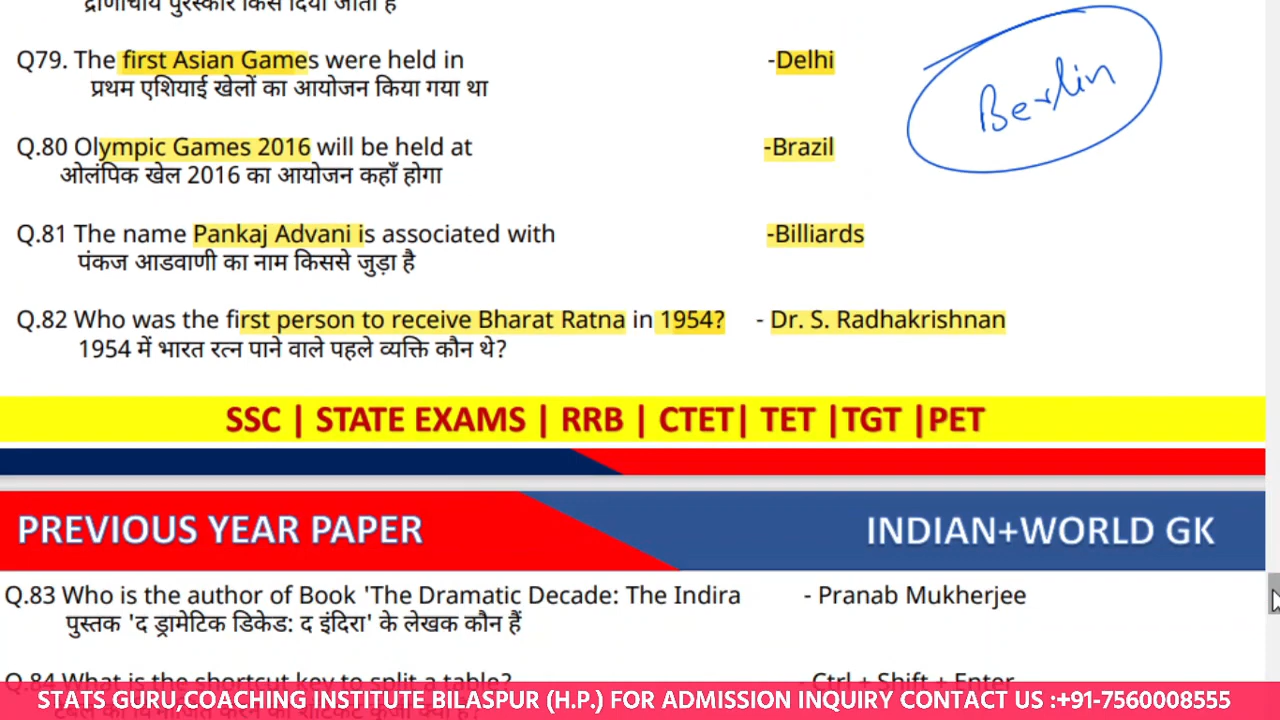 द्रोणाचार्य पुरस्कार किसे दिया जाता है
Q79. The first Asian Games were held in -Delhi
प्रथम एशियाई खेलों का आयोजन किया गया था
Berlin
Q.80 Olympic Games 2016 will be held at -Brazil
ओलंपिक खेल 2016 का आयोजन कहाँ होगा
Q.81 The name Pankaj Advani is associated with -Billiards
पंकज आडवाणी का नाम किससे जुड़ा है
Q.82 Who was the first person to receive Bharat Ratna in 1954? - Dr. S. Radhakrishnan
1954 में भारत रत्न पाने वाले पहले व्यक्ति कौन थे?
SSC | STATE EXAMS | RRB | CTET| TET |TGT |PET
PREVIOUS YEAR PAPER INDIAN+WORLD GK
Q.83 Who is the author of Book 'The Dramatic Decade: The Indira - Pranab Mukherjee
पुस्तक 'द ड्रामेटिक डिकेड: द इंदिरा' के लेखक कौन हैं
Q.84 What is the shortcut key to split a table? - Ctrl + Shift + Enter
STATS GURU,COACHING INSTITUTE BILASPUR (H.P.) FOR ADMISSION INQUIRY CONTACT US :+91-7560008555